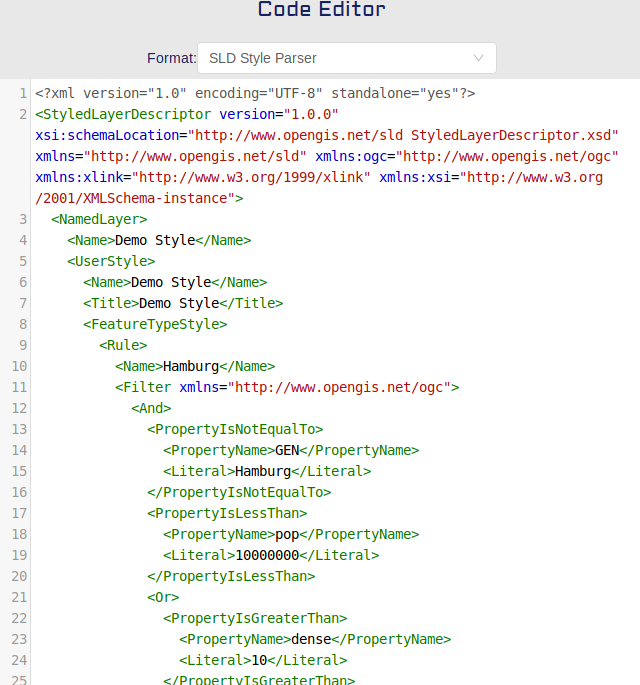 Code Editor
Format: SLD Style Parser
1 <?xml version="1.0" encoding="UTF-8" standalone="yes"?>
2 <StyledLayerDescriptor version="1.0.0"
xsi:schemaLocation="http://www.opengis.net/sld StyledLayerDescriptor.xsd"
xmlns="http://www.opengis.net/sld" xmlns:ogc="http://www.opengis.net/ogc"
xmlns:xlink="http://www.w3.org/1999/xlink" xmlns:xsi="http://www.w3.org
/2001/XMLSchema-instance">
3 <NamedLayer>
4 <Name>Demo Style</Name>
5 <UserStyle>
6 <Name>Demo Style</Name>
7 <Title>Demo Style</Title>
8 <FeatureTypeStyle>
9 <Rule>
10 <Name>Hamburg</Name>
11 <Filter xmlns="http://www.opengis.net/ogc">
12 <And>
13 <PropertyIsNotEqualTo>
14 <PropertyName>GEN</PropertyName>
15 <Literal>Hamburg</Literal>
16 </PropertyIsNotEqualTo>
17 <PropertyIsLessThan>
18 <PropertyName>pop</PropertyName>
19 <Literal>10000000</Literal>
20 </PropertyIsLessThan>
21 <Or>
22 <PropertyIsGreaterThan>
23 <PropertyName>dense</PropertyName>
24 <Literal>10</Literal>
25 </PropertyIsGreaterThan>